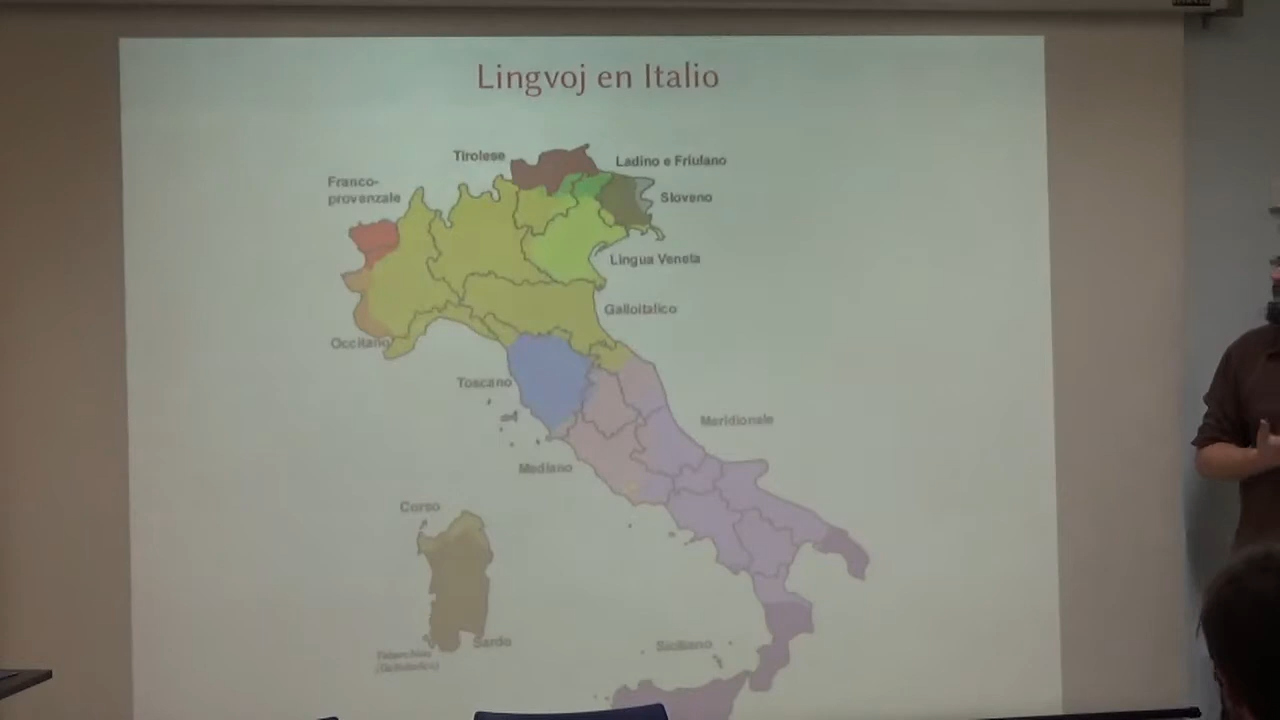 Lingvoj en Italio
Tirolese
Ladino e Friulano
Franco-
provenzale
Sloveno
Lingua Veneta
Galloitalico
Occitano
Toscano
Meridionale
Mediano
Corso
Sardo
Siciliano